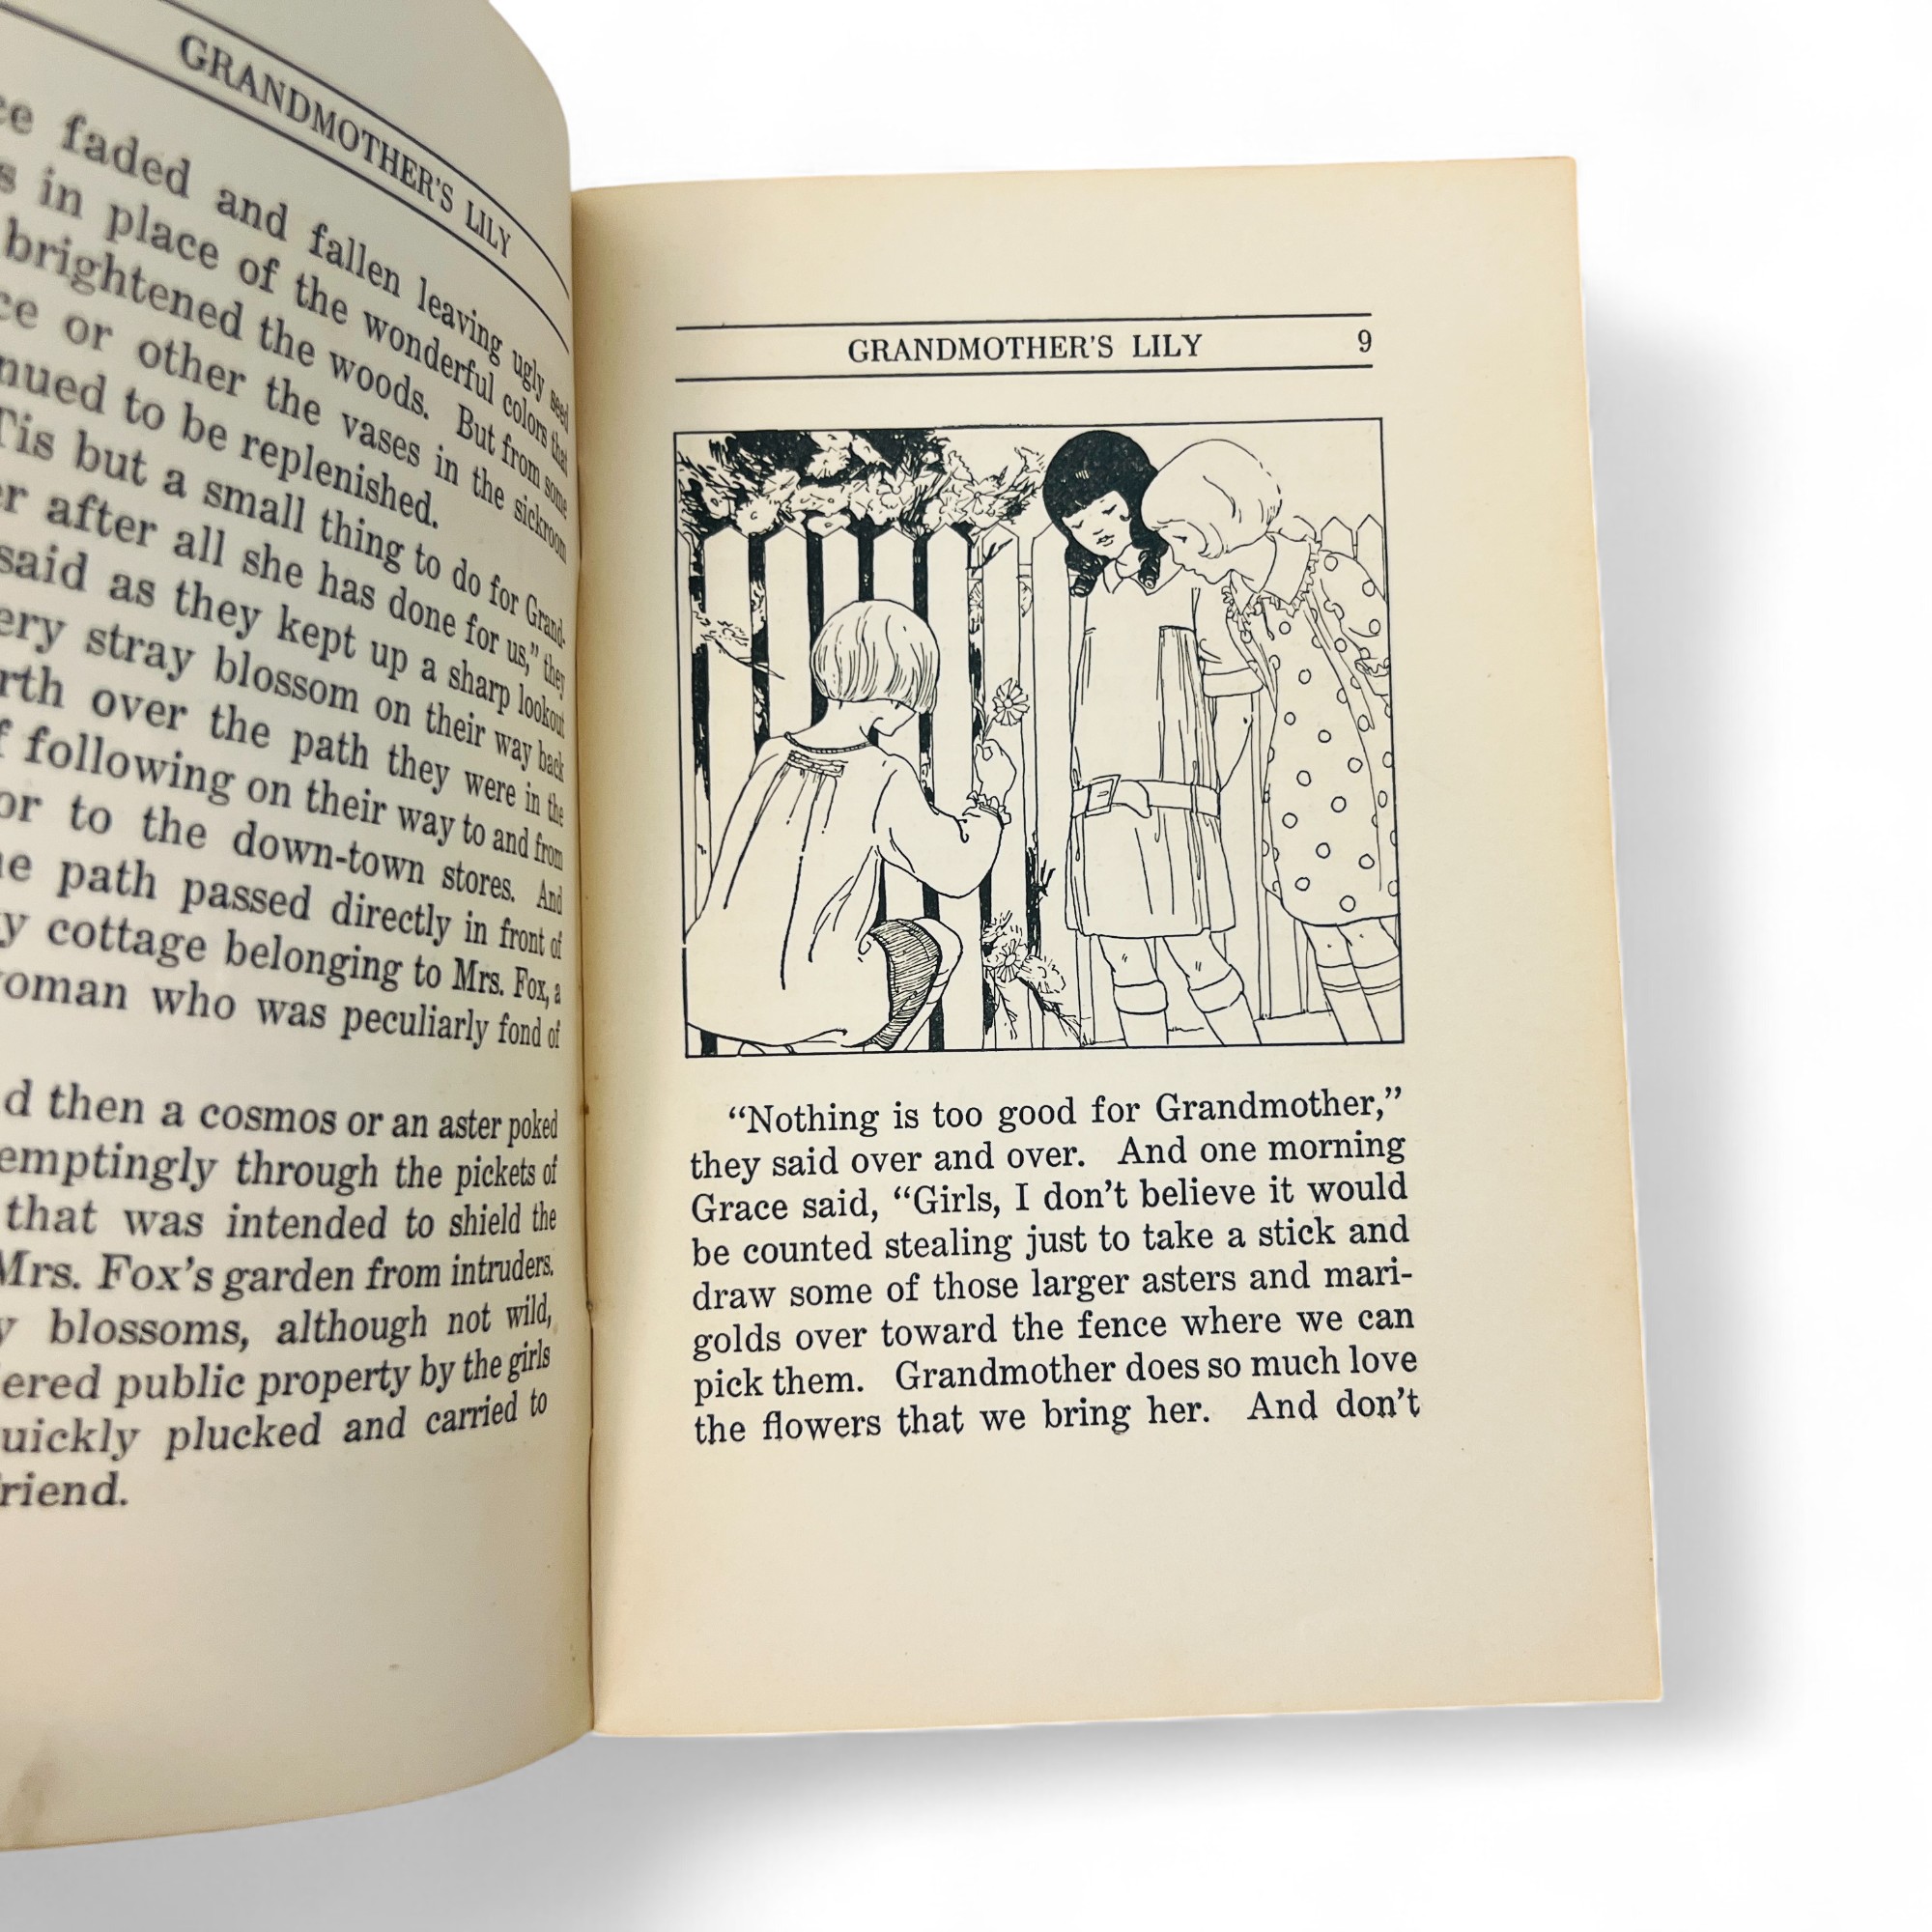 GRANDMOTHER'S LILY
faded and fallen leaving ugly seed
in place of the wonderful colors that
brightened the woods. But from some
or other the vases in the sickroom
to be replenished.
'Tis but a small thing to do for Grand-
after all she has done for us," they
said as they kept up a sharp lookout
stray blossom on their way back
over the path they were in the
following on their way to and from
to the down-town stores. And
path passed directly in front of
cottage belonging to Mrs. Fox, a
who was peculiarly fond of
then a cosmos or an aster poked
through the pickets of
that was intended to shield the
Mrs. Fox's garden from intruders.
blossoms, although not wild,
public property by the girls
plucked and carried to
GRANDMOTHER'S LILY 9
"Nothing is too good for Grandmother,"
they said over and over. And one morning
Grace said, "Girls, I don't believe it would
be counted stealing just to take a stick and
draw some of those larger asters and mari-
golds over toward the fence where we can
pick them. Grandmother does so much love
the flowers that we bring her. And don't